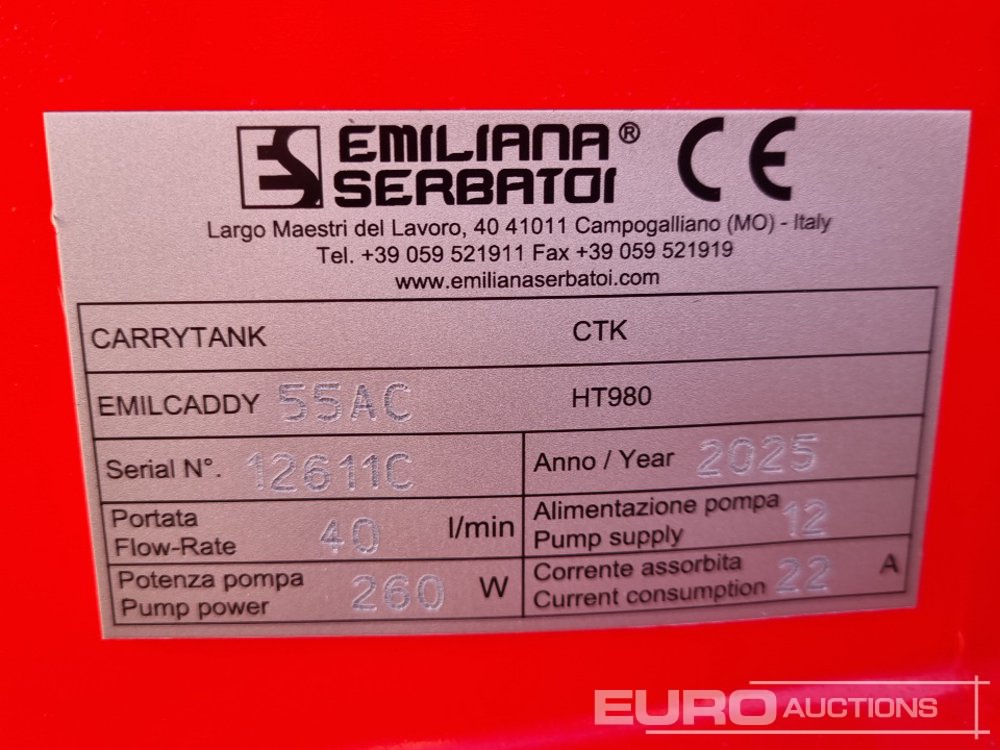 EMILIANA®
SERBATOI
CE
Largo Maestri del Lavoro, 40 41011 Campogalliano (MO) - Italy
Tel. +39 059 521911 Fax +39 059 521919
www.emilianaserbatoi.com
CARRYTANK CTK
EMILCADDY 55AC HT980
Serial N°. 12611C Anno / Year 2025
Portata
Flow-Rate 40 l/min
Alimentazione pompa
Pump supply 12
Potenza pompa
Pump power 260 W
Corrente assorbita
Current consumption 22 A
EURO AUCTIONS